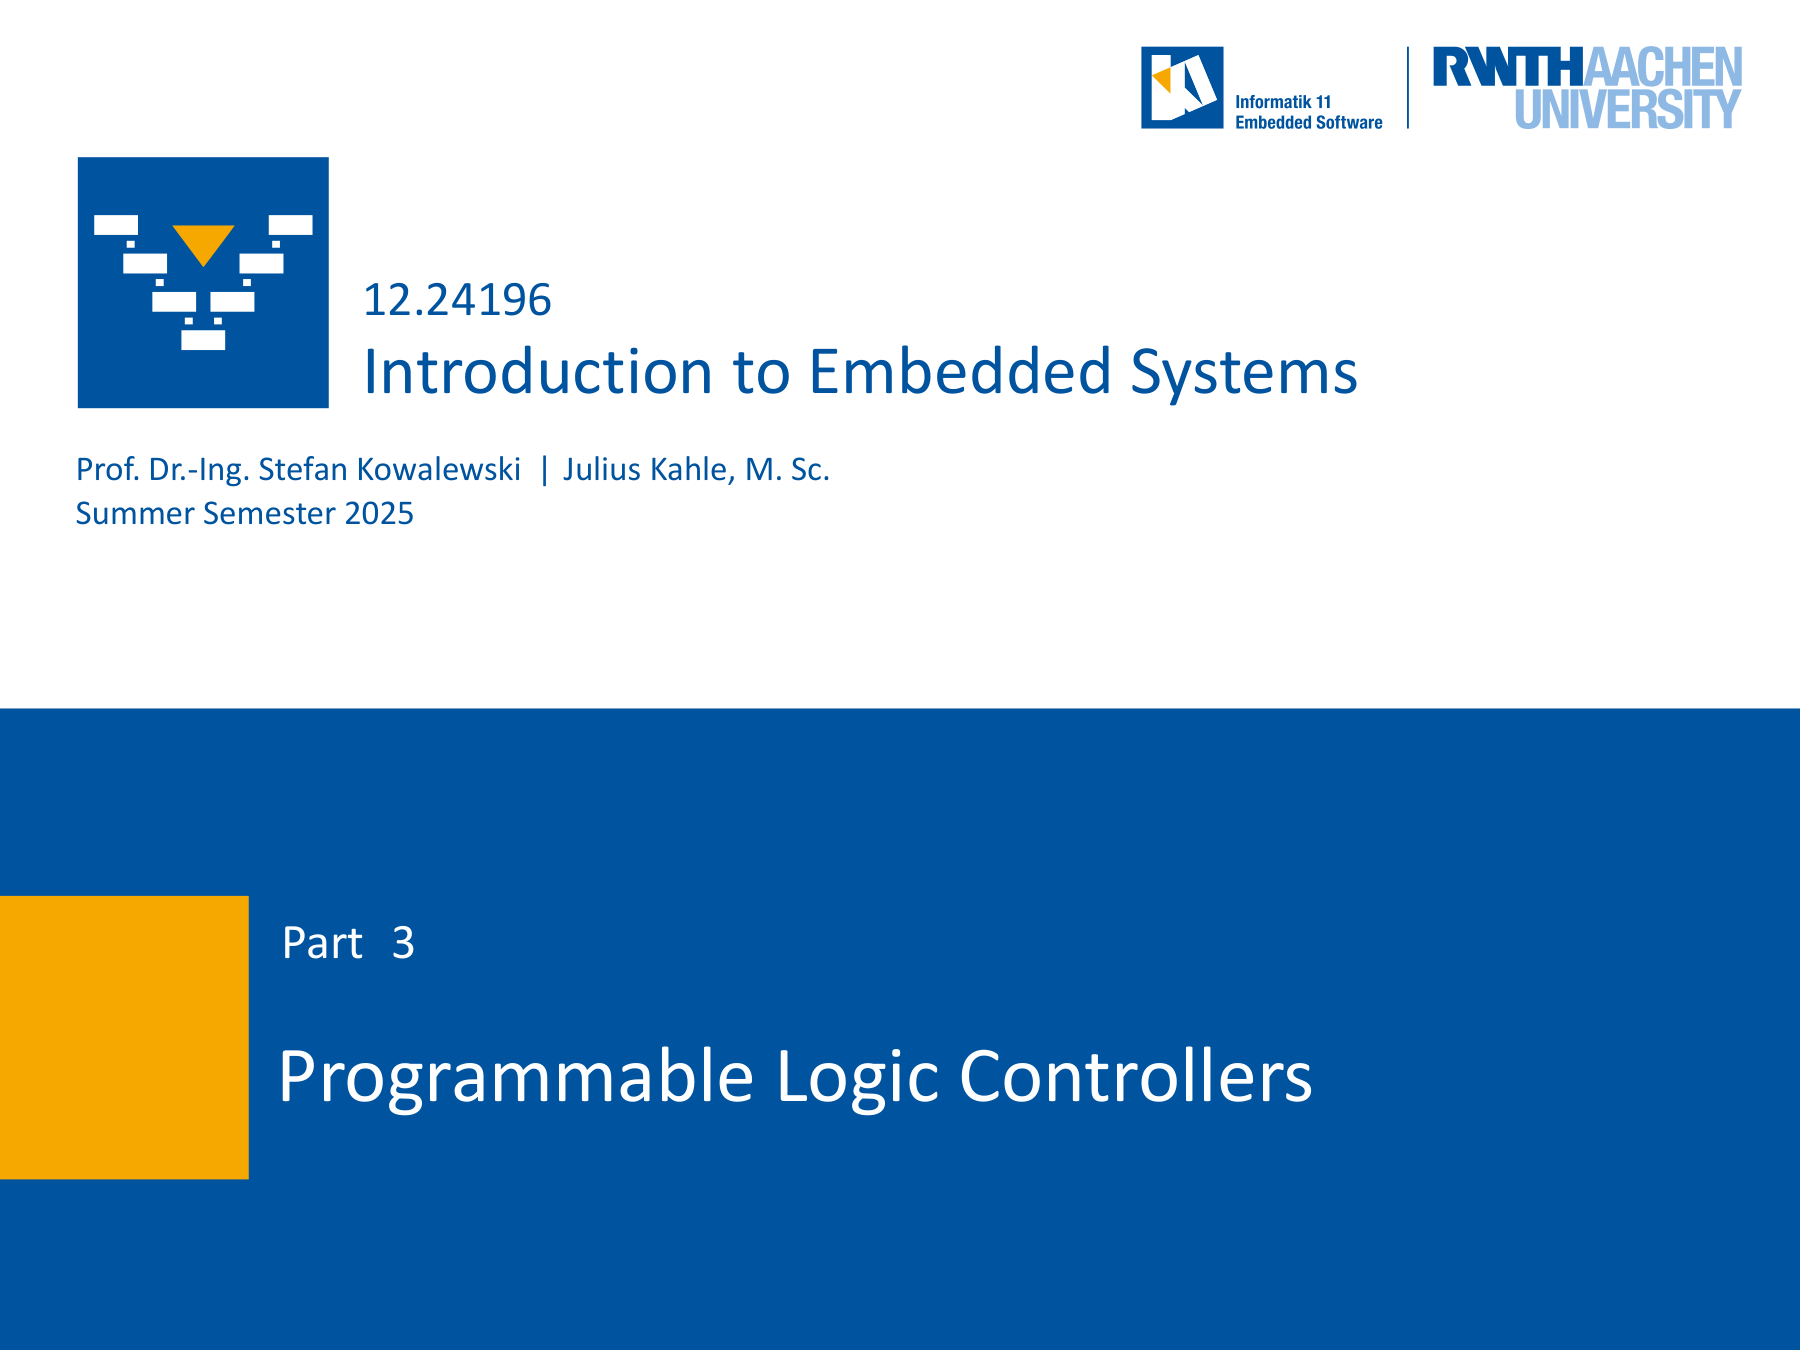 Informatik 11
Embedded Software
RWTHAACHEN
UNIVERSITY
12.24196
Introduction to Embedded Systems
Prof. Dr.-Ing. Stefan Kowalewski | Julius Kahle, M. Sc.
Summer Semester 2025
Part 3
Programmable Logic Controllers